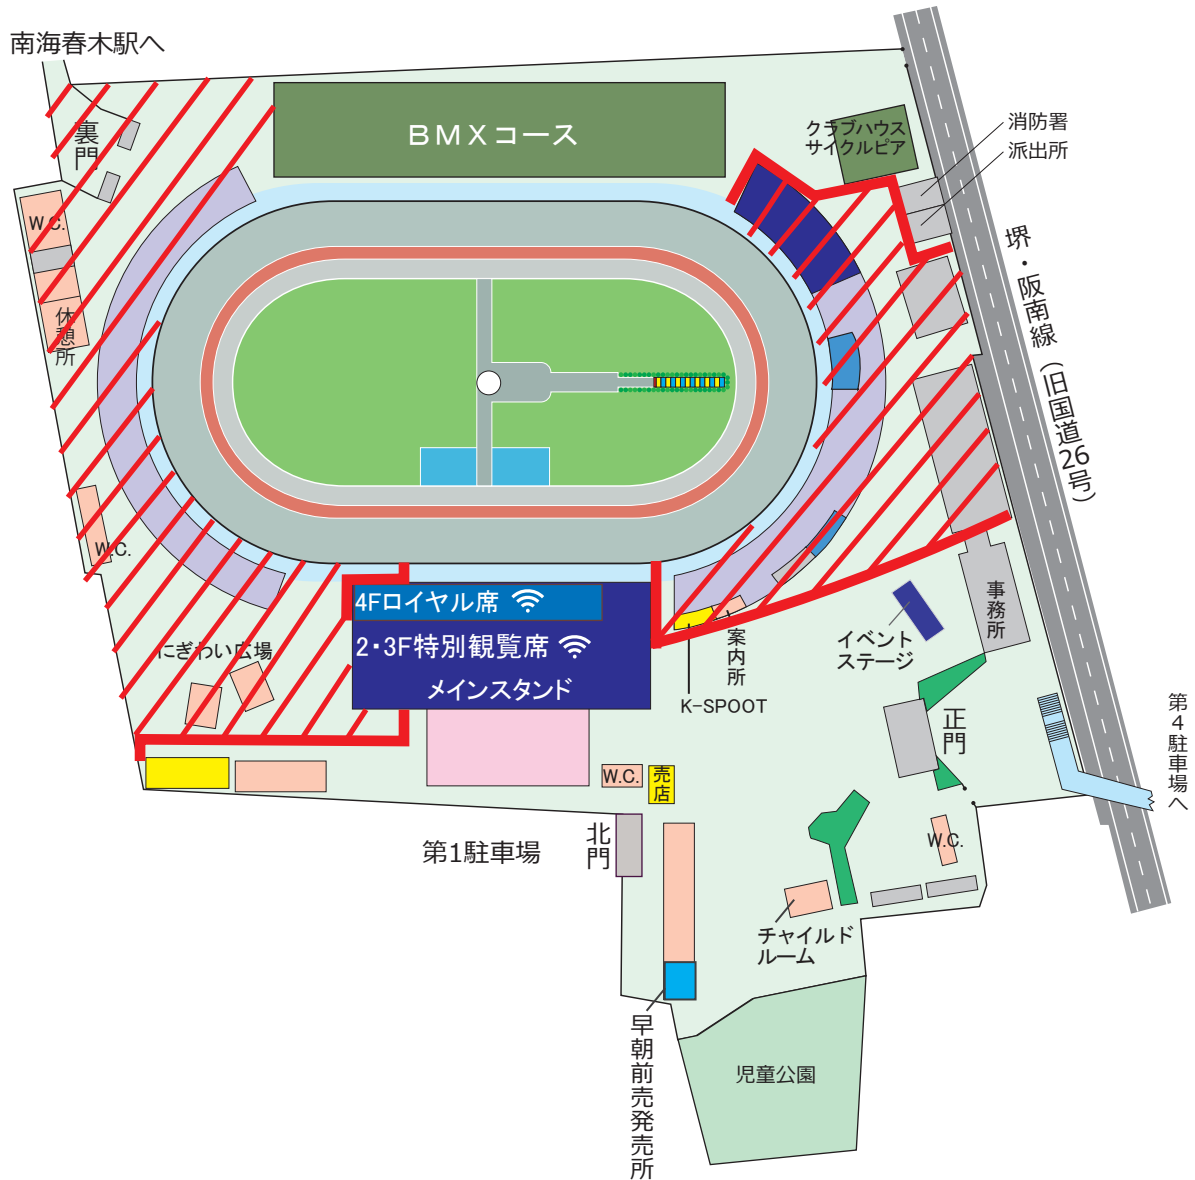 南海春木駅へ
裏門
BMXコース
クラブハウス
サイクルピア
消防署
派出所
W.C.
休憩所
堺・阪南線(旧国道26号)
W.C.
4Fロイヤル席
2・3F特別観覧席
メインスタンド
にぎわい広場
案内所
K-SPOOT
イベント
ステージ
事務所
正門
第4駐車場へ
W.C.
売店
北門
第1駐車場
W.C.
チャイルド
ルーム
早朝前売発売所
児童公園